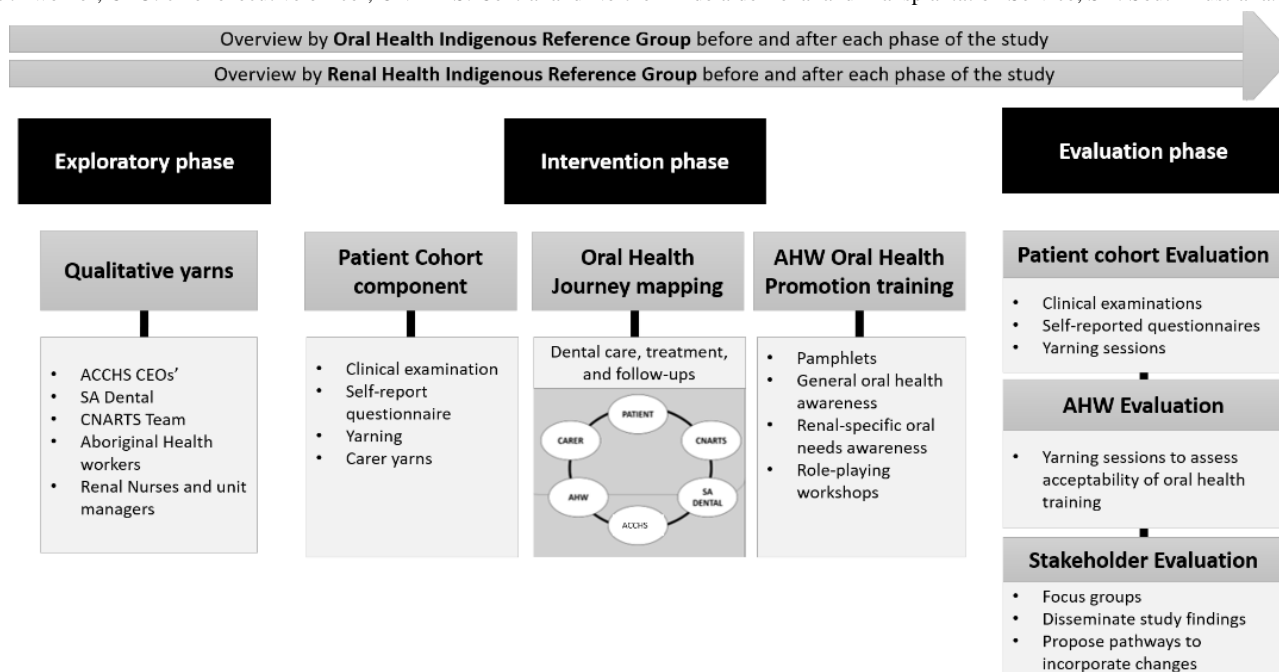 Overview by Oral Health Indigenous Reference Group before and after each phase of the study
Overview by Renal Health Indigenous Reference Group before and after each phase of the study
Exploratory phase
Intervention phase
Evaluation phase
Qualitative yarns
• ACCHS CEOs’
• SA Dental
• CNARTS Team
• Aboriginal Health
workers
• Renal Nurses and unit
managers
Patient Cohort
component
• Clinical examination
• Self-report
questionnaire
• Yarning
• Carer yarns
Oral Health
Journey mapping
Dental care, treatment,
and follow-ups
PATIENT
CNARTS
SA
DENTAL
ACCHS
AHW
CARER
AHW Oral Health
Promotion training
• Pamphlets
• General oral health
awareness
• Renal-specific oral
needs awareness
• Role-playing
workshops
Patient cohort Evaluation
• Clinical examinations
• Self-reported questionnaires
• Yarning sessions
AHW Evaluation
• Yarning sessions to assess
acceptability of oral health
training
Stakeholder Evaluation
• Focus groups
• Disseminate study findings
• Propose pathways to
incorporate changes